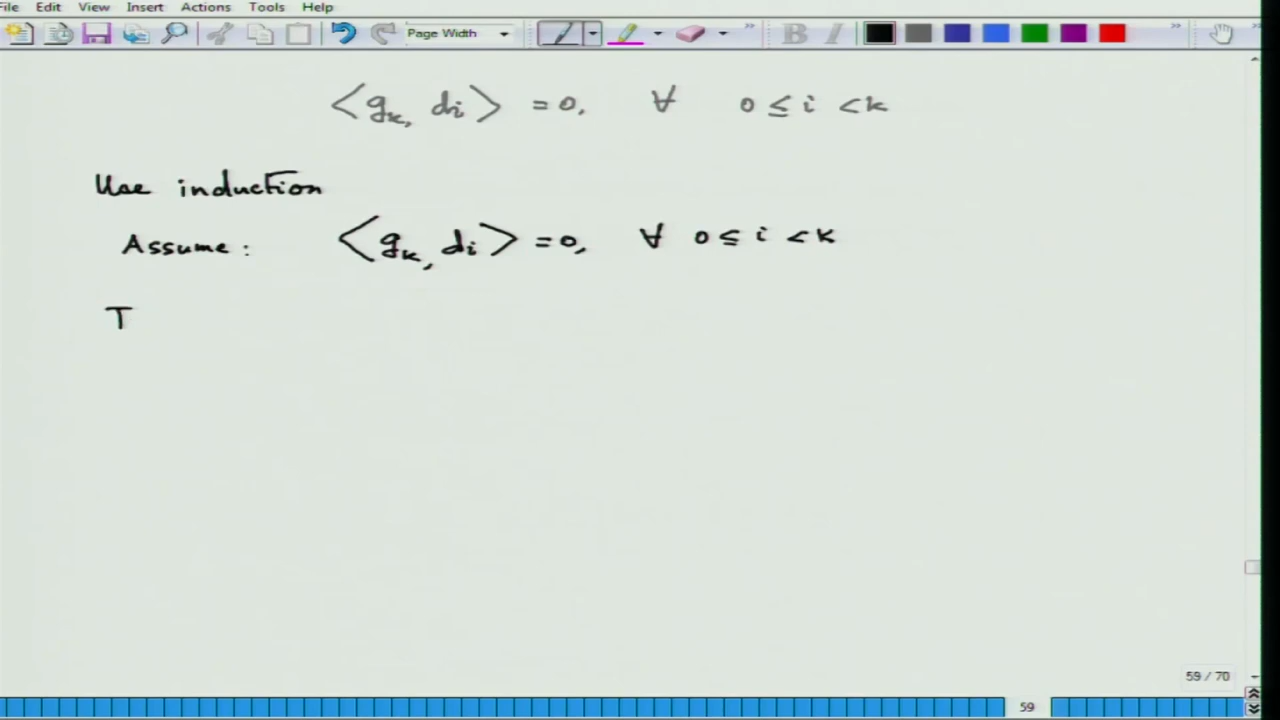 File Edit View Insert Actions Tools Help
Page Width
B I
<g_k, d_i> = 0, ∀ 0 ≤ i < k
Use induction
Assume : <g_k, d_i> = 0, ∀ 0 ≤ i < k
T
59 / 70
59